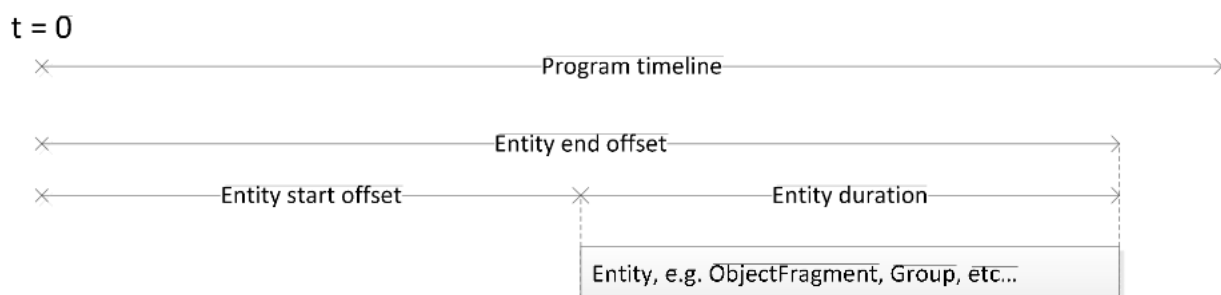 t = 0
Program timeline
Entity end offset
Entity start offset
Entity duration
Entity, e.g. ObjectFragment, Group, etc...